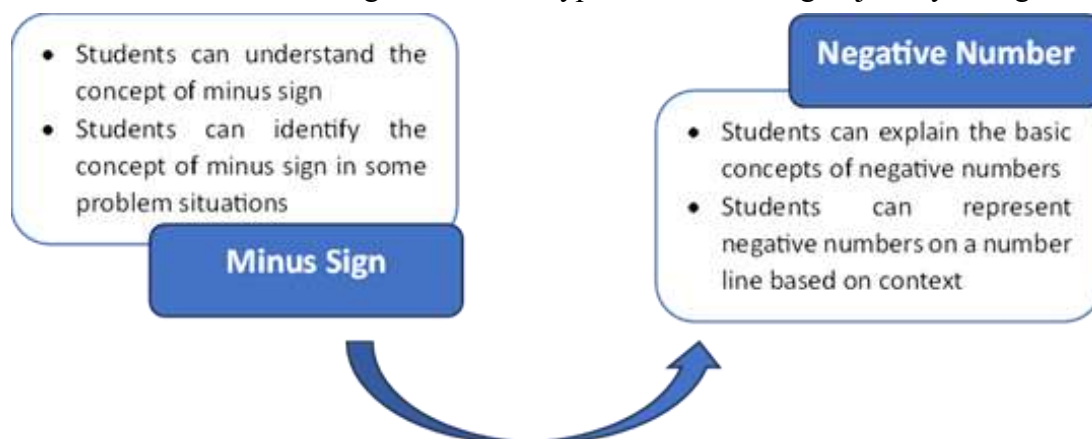 • Students can understand the
concept of minus sign
• Students can identify the
concept of minus sign in some
problem situations
Minus Sign
Negative Number
• Students can explain the basic
concepts of negative numbers
• Students can represent
negative numbers on a number
line based on context